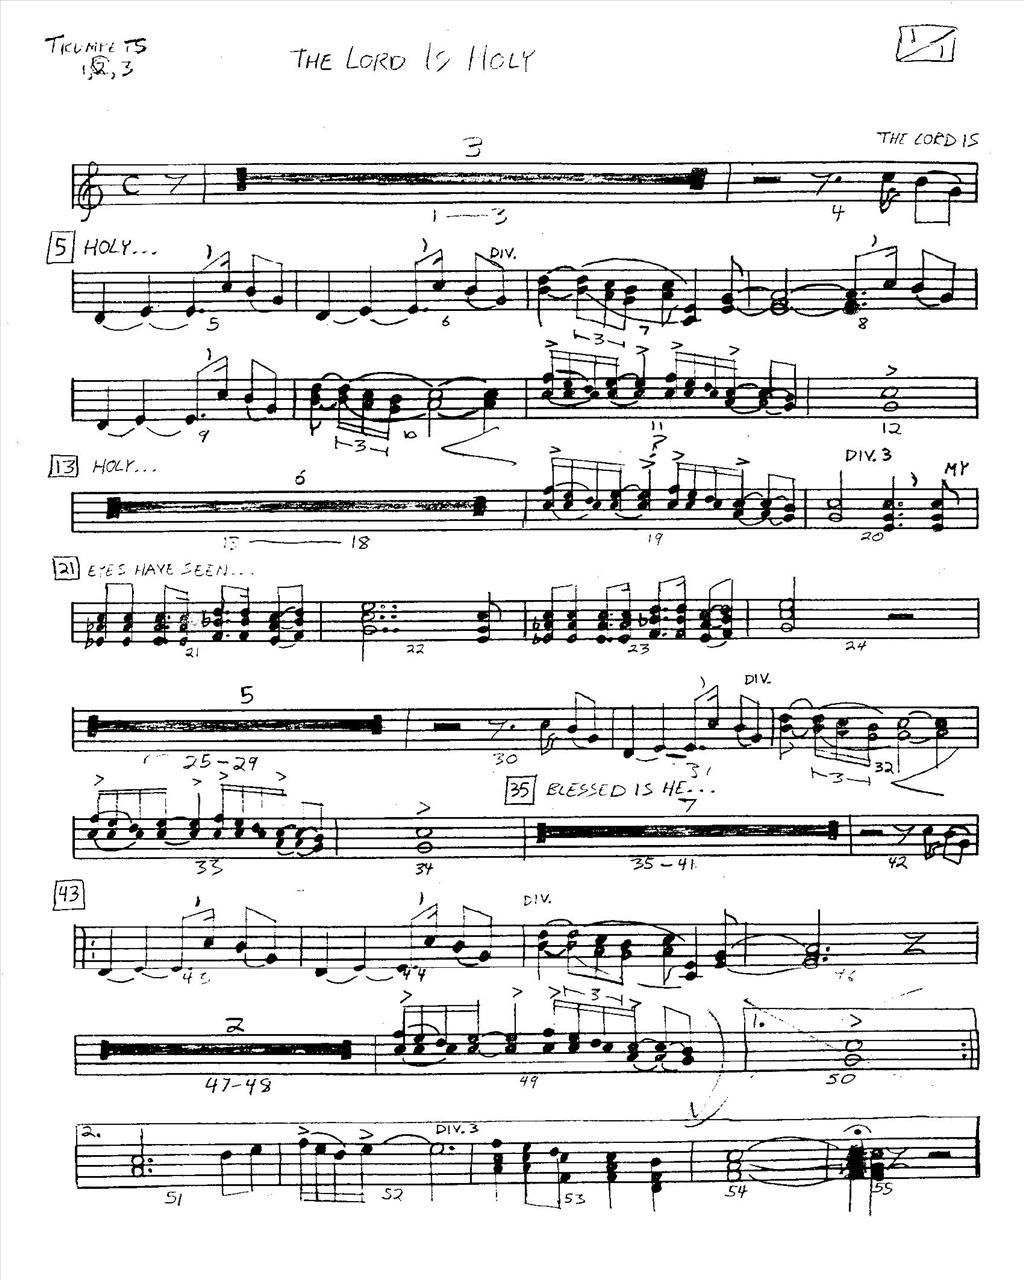 TRUMPETS
1,2,3
THE LORD IS HOLY
1/1
3
THE LORD IS
1 — 3
4
5 HOLY...
DIV.
5 6 3 7 8
9 3 10 11 12
13 HOLY...
6
?
DIV. 3
MY
13 — 18 19 20
21 EYES HAVE SEEN...
21 22 23 24
5
DIV.
25-29 30 31 3 32
35 BLESSED IS HE...
7
33 34 35-41 42
43
DIV.
43 44 46
3
2
1.
47-48 49 50
2.
DIV. 3
51 52 53 54 55